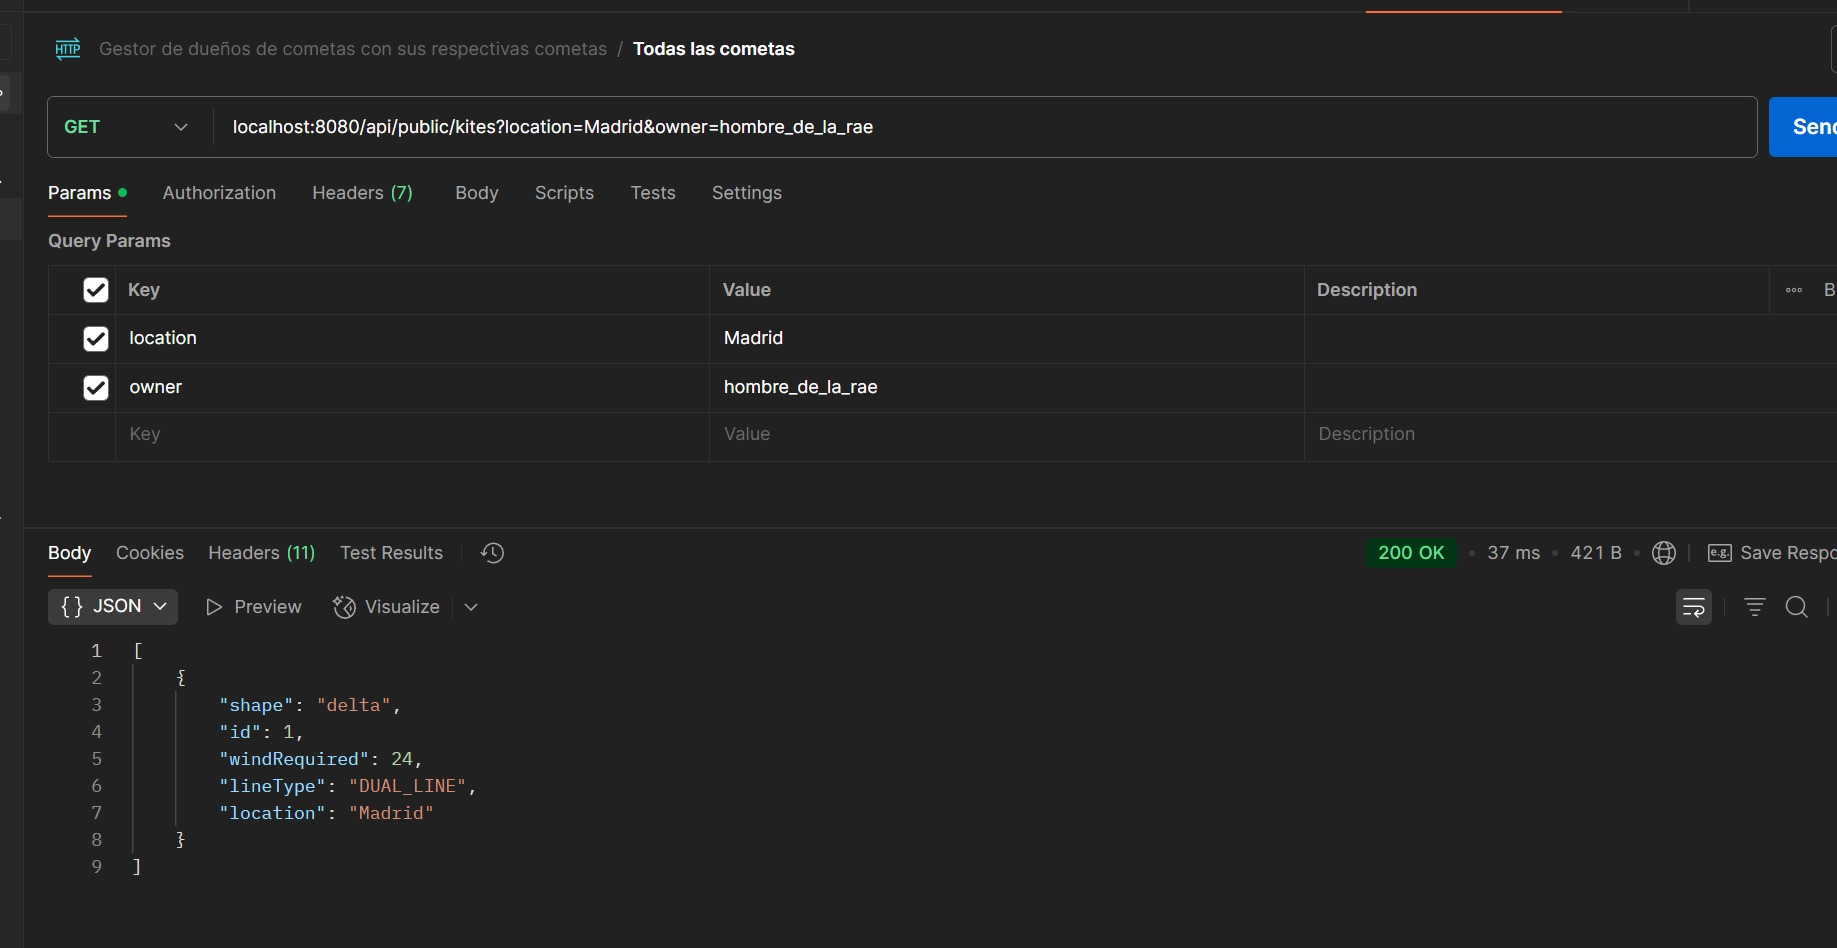 HTTP Gestor de dueños de cometas con sus respectivas cometas / Todas las cometas
GET localhost:8080/api/public/kites?location=Madrid&owner=hombre_de_la_rae
Params Authorization Headers (7) Body Scripts Tests Settings
Query Params
Key Value Description
location Madrid
owner hombre_de_la_rae
Key Value Description
Body Cookies Headers (11) Test Results 200 OK • 37 ms • 421 B • e.g. Save
{} JSON Preview Visualize
1 [
2 {
3 "shape": "delta",
4 "id": 1,
5 "windRequired": 24,
6 "lineType": "DUAL_LINE",
7 "location": "Madrid"
8 }
9 ]